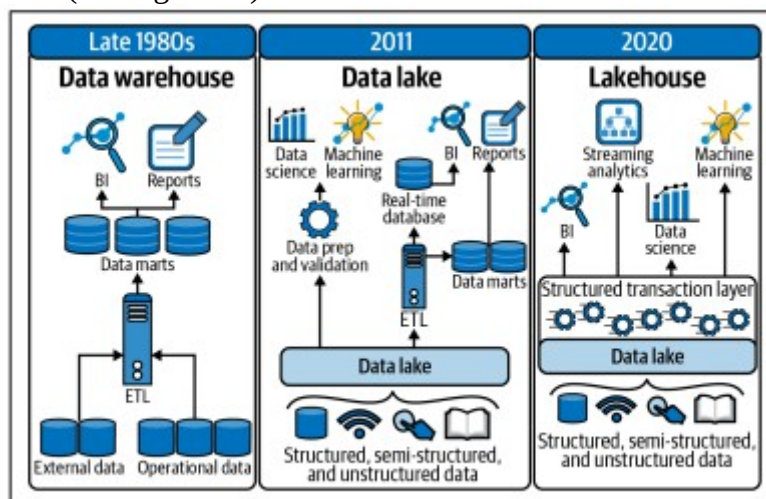 Late 1980s
Data warehouse
BI
Reports
Data marts
ETL
External data
Operational data
2011
Data lake
Data science
Machine learning
BI
Reports
Real-time
database
Data prep
and validation
Data marts
ETL
Data lake
Structured, semi-structured,
and unstructured data
2020
Lakehouse
Streaming
analytics
Machine
learning
BI
Data
science
Structured transaction layer
Data lake
Structured, semi-structured,
and unstructured data